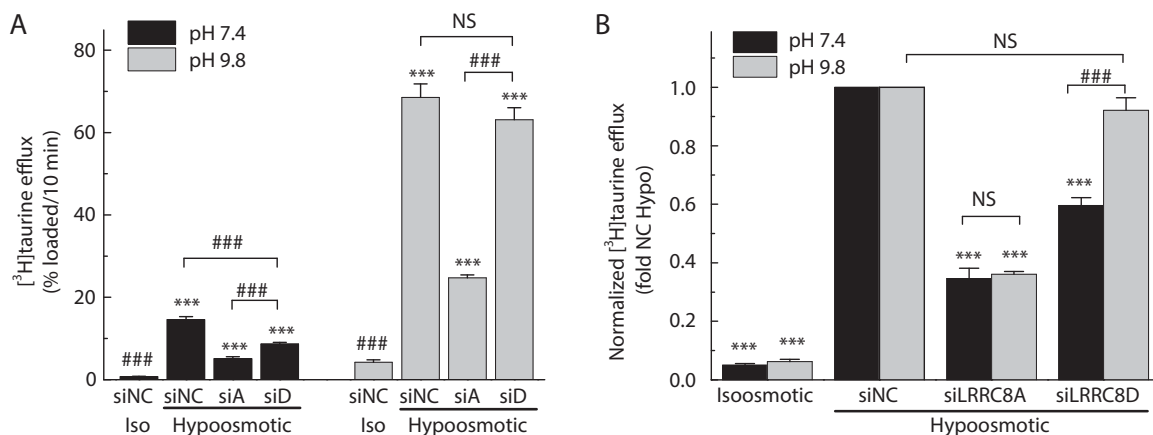 A
pH 7.4
pH 9.8
[³H]taurine efflux
(% loaded/10 min)
80
60
40
20
0
###
***
***
***
###
###
###
***
***
***
###
NS
siNC
siNC
siA
siD
siNC
siNC
siA
siD
Iso
Hypoosmotic
Iso
Hypoosmotic
B
pH 7.4
pH 9.8
Normalized [³H]taurine efflux
(fold NC Hypo)
1.0
0.8
0.6
0.4
0.2
0.0
NS
###
***
NS
*** ***
*** ***
Isoosmotic
siNC
siLRRC8A
siLRRC8D
Hypoosmotic